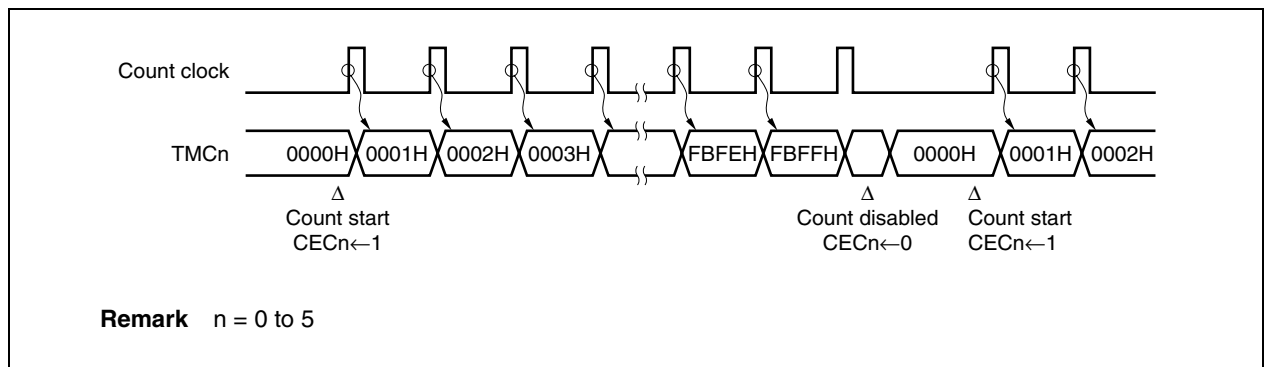 Count clock
TMCn 0000H 0001H 0002H 0003H FBFEH FBFFH 0000H 0001H 0002H
Δ Δ Δ
Count start Count disabled Count start
CECn←1 CECn←0 CECn←1
Remark n = 0 to 5